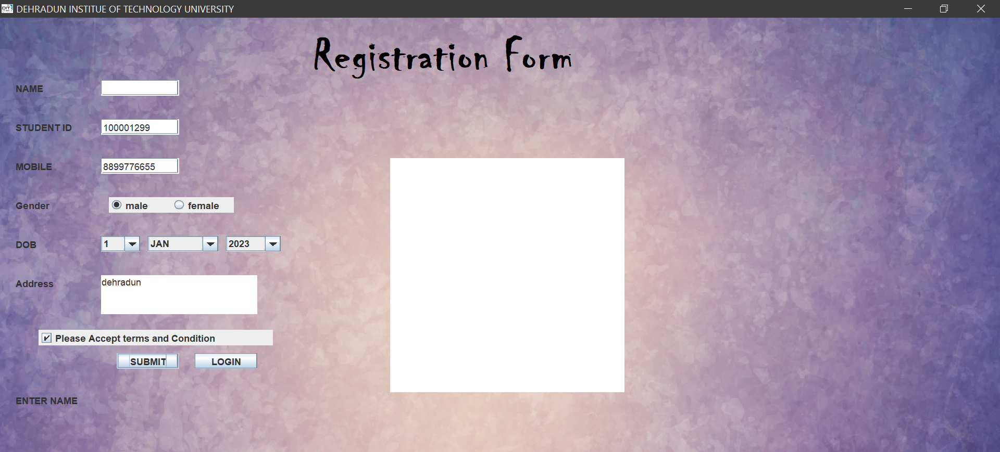 DEHRADUN INSTITUE OF TECHNOLOGY UNIVERSITY
Registration Form
NAME
STUDENT ID 100001299
MOBILE 8899776655
Gender male female
DOB 1 JAN 2023
Address dehradun
Please Accept terms and Condition
SUBMIT LOGIN
ENTER NAME